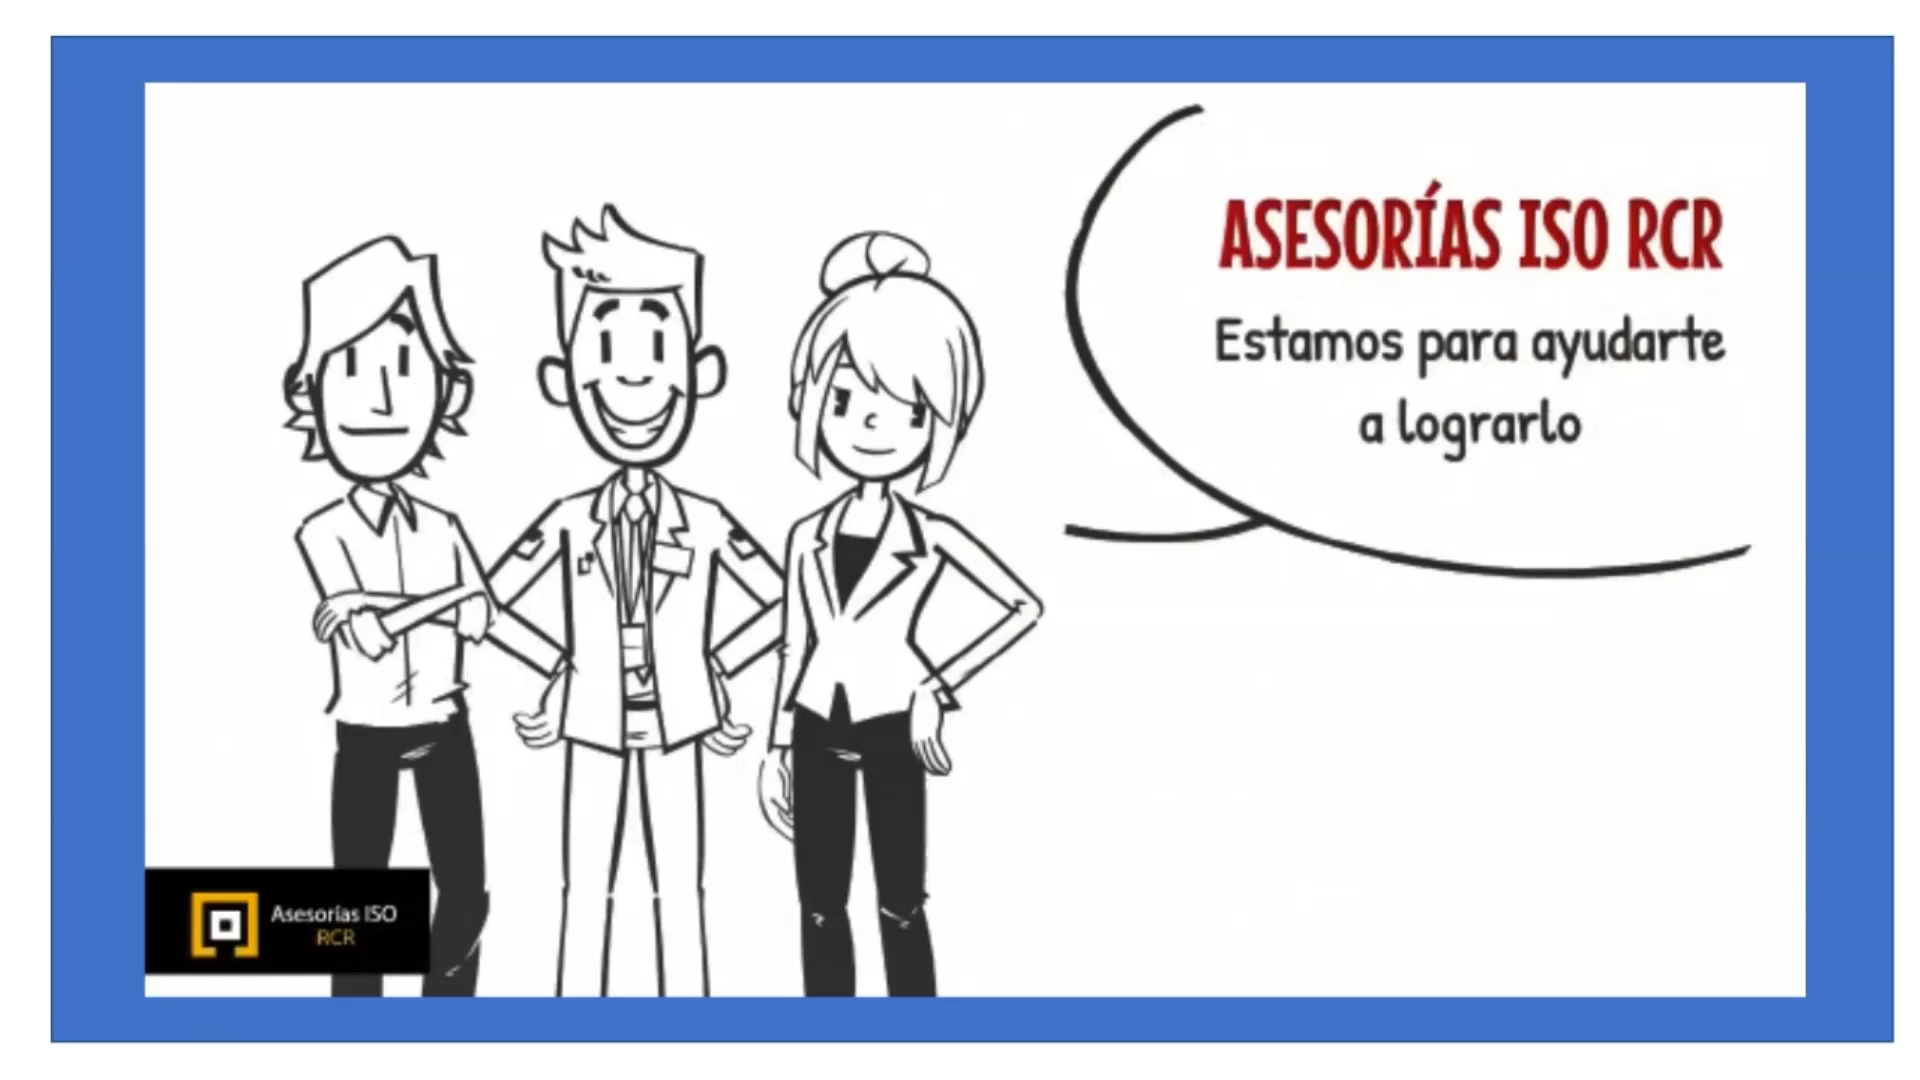 ASESORÍAS ISO RCR
Estamos para ayudarte
a lograrlo
Asesorías ISO
RCR